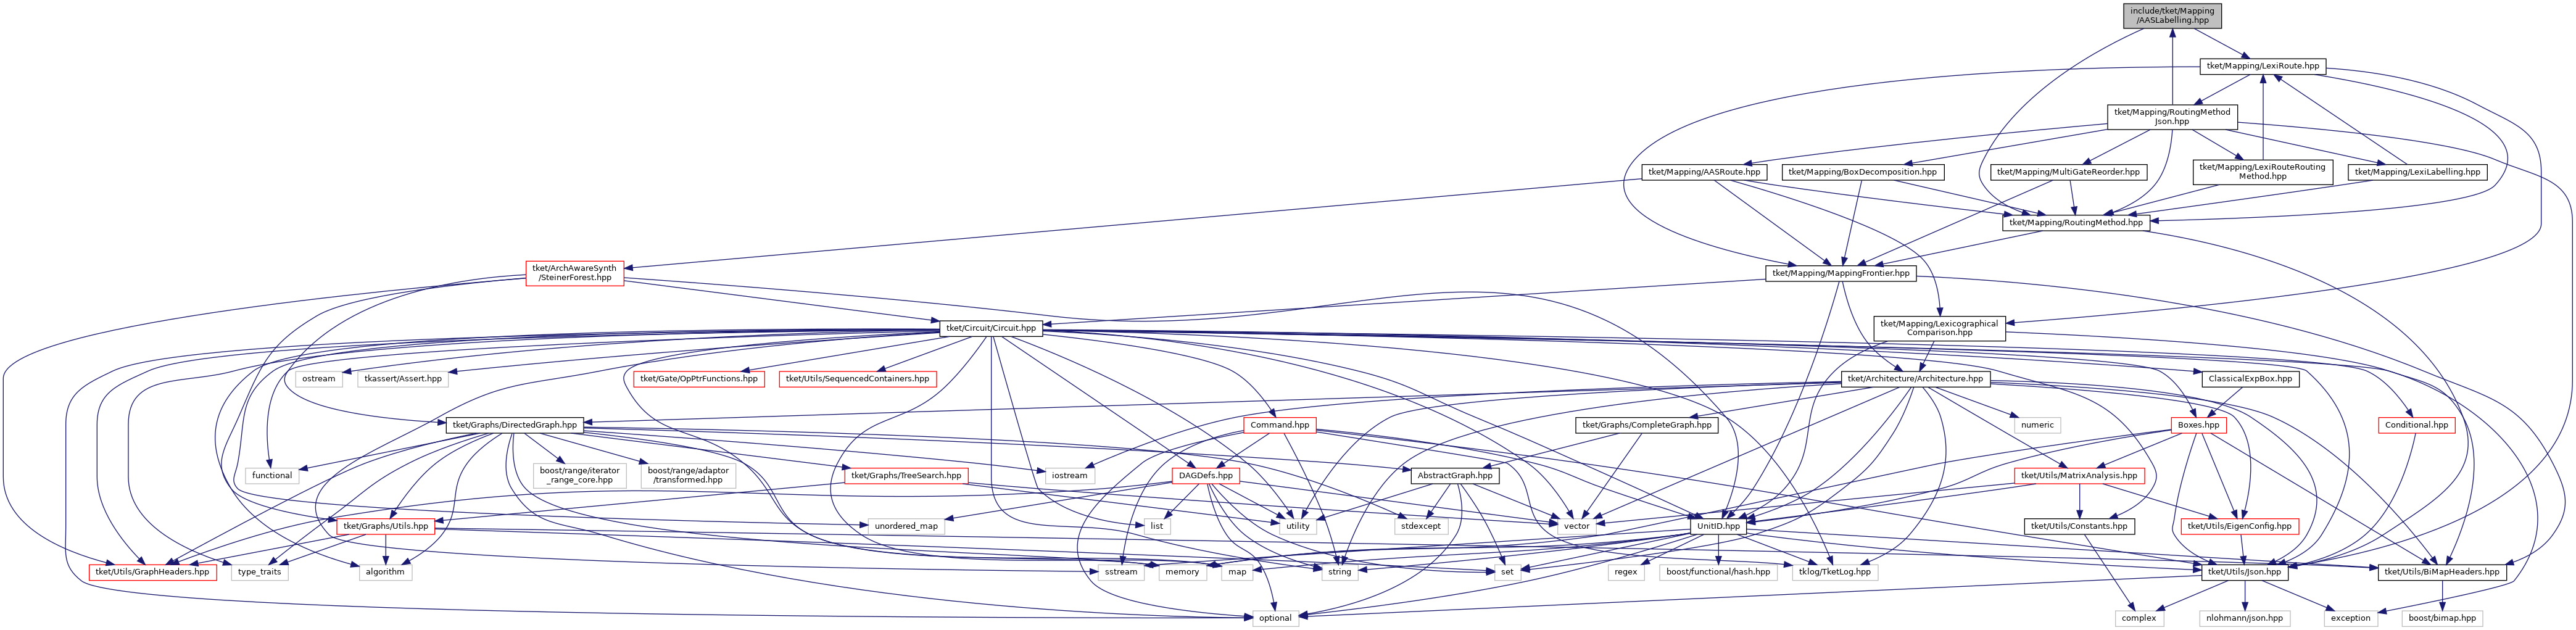 include/tket/Mapping
/AASLabelling.hpp
tket/Mapping/LexiRoute.hpp
tket/Mapping/RoutingMethod
Json.hpp
tket/Mapping/AASRoute.hpp
tket/Mapping/BoxDecomposition.hpp
tket/Mapping/MultiGateReorder.hpp
tket/Mapping/LexiRouteRouting
Method.hpp
tket/Mapping/LexiLabelling.hpp
tket/Mapping/RoutingMethod.hpp
tket/ArchAwareSynth
/SteinerForest.hpp
tket/Mapping/MappingFrontier.hpp
tket/Circuit/Circuit.hpp
tket/Mapping/Lexicographical
Comparison.hpp
ostream
tkassert/Assert.hpp
tket/Gate/OpPtrFunctions.hpp
tket/Utils/SequencedContainers.hpp
tket/Architecture/Architecture.hpp
ClassicalExpBox.hpp
tket/Graphs/DirectedGraph.hpp
Command.hpp
tket/Graphs/CompleteGraph.hpp
numeric
Boxes.hpp
Conditional.hpp
functional
boost/range/iterator
_range_core.hpp
boost/range/adaptor
/transformed.hpp
tket/Graphs/TreeSearch.hpp
iostream
DAGDefs.hpp
AbstractGraph.hpp
tket/Utils/MatrixAnalysis.hpp
tket/Graphs/Utils.hpp
unordered_map
list
utility
stdexcept
vector
UnitID.hpp
tket/Utils/Constants.hpp
tket/Utils/EigenConfig.hpp
tket/Utils/GraphHeaders.hpp
type_traits
algorithm
sstream
memory
map
string
set
regex
boost/functional/hash.hpp
tklog/TketLog.hpp
tket/Utils/Json.hpp
tket/Utils/BiMapHeaders.hpp
optional
complex
nlohmann/json.hpp
exception
boost/bimap.hpp